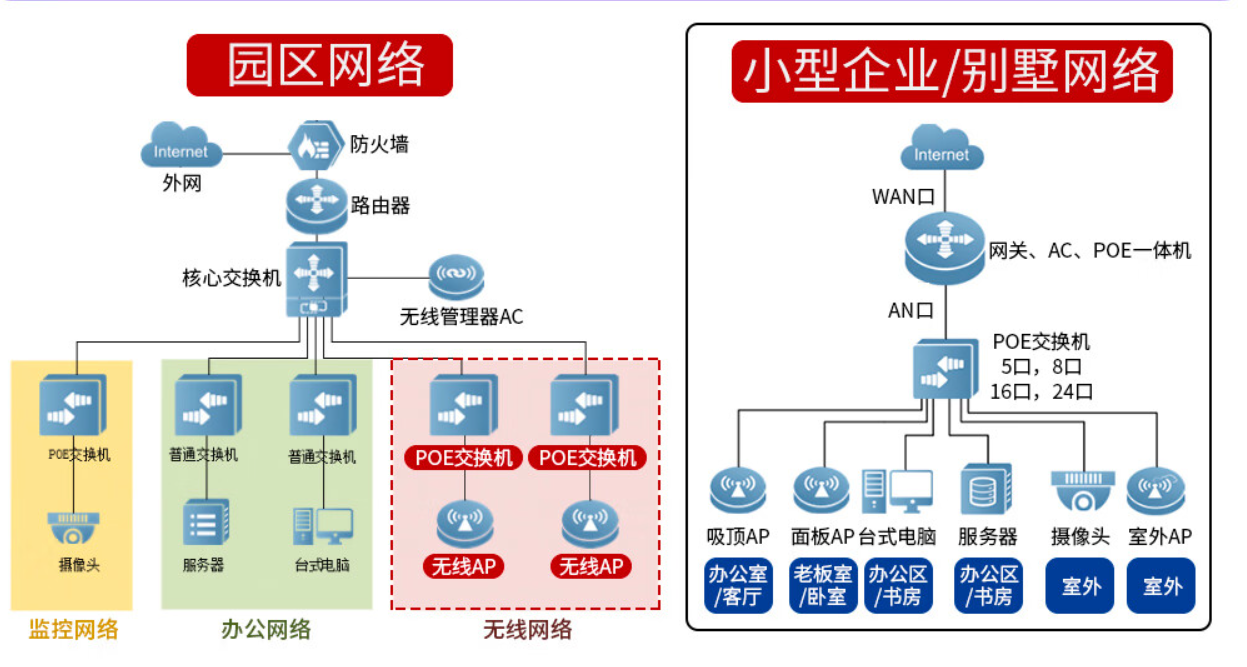 园区网络
Internet
外网
防火墙
路由器
核心交换机
无线管理器AC
POE交换机
普通交换机
普通交换机
POE交换机
POE交换机
摄像头
服务器
台式电脑
无线AP
无线AP
监控网络
办公网络
无线网络
小型企业/别墅网络
Internet
WAN口
网关、AC、POE一体机
AN口
POE交换机
5口，8口
16口，24口
吸顶AP
面板AP
台式电脑
服务器
摄像头
室外AP
办公室
/客厅
老板室
/卧室
办公区
/书房
办公区
/书房
室外
室外